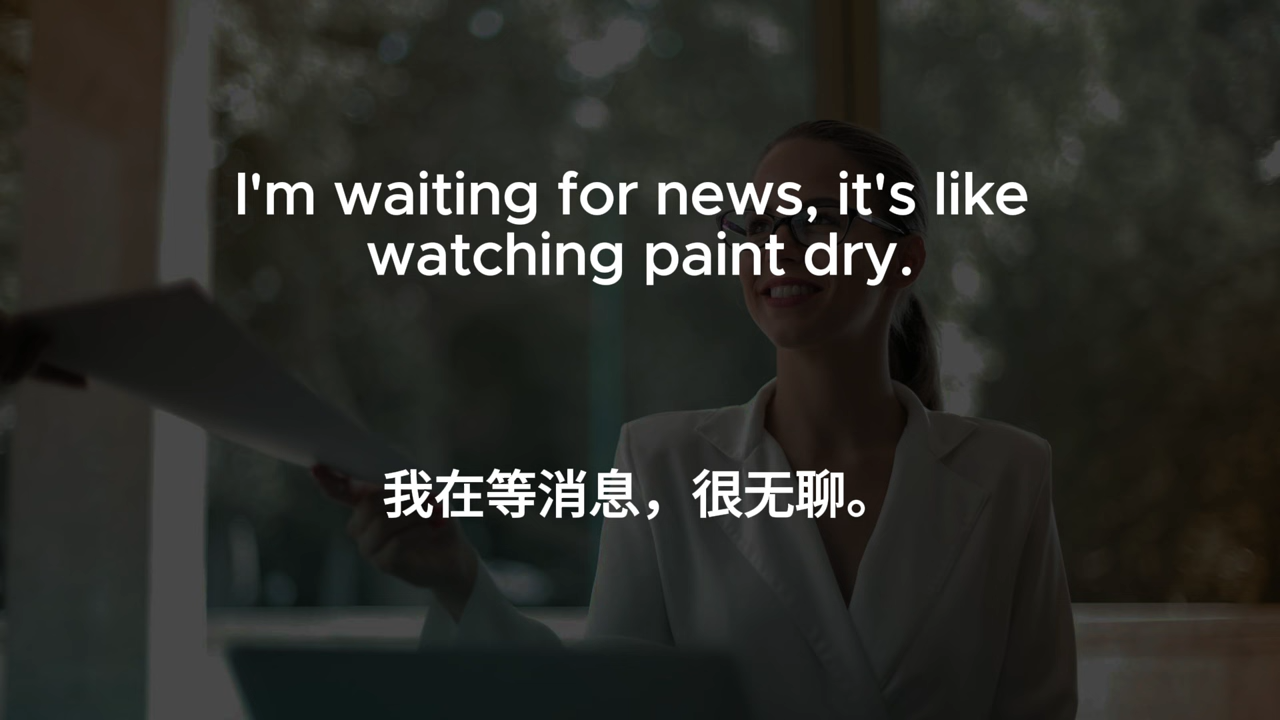 I'm waiting for news, it's like
watching paint dry.
我在等消息，很无聊。